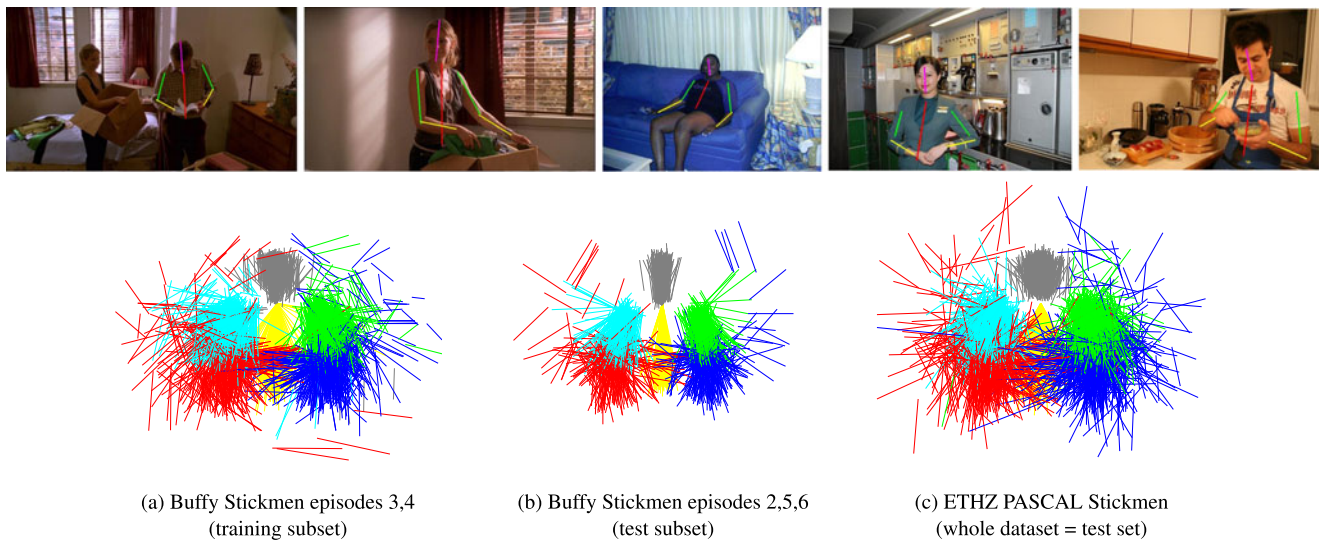 (a) Buffy Stickmen episodes 3,4
(training subset)
(b) Buffy Stickmen episodes 2,5,6
(test subset)
(c) ETHZ PASCAL Stickmen
(whole dataset = test set)